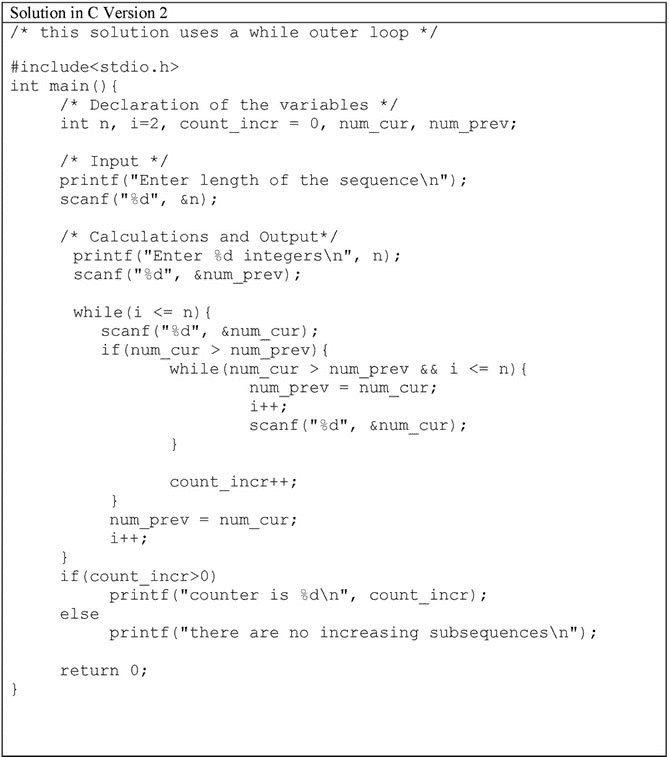 Solution in C Version 2
/* this solution uses a while outer loop */
#include<stdio.h>
int main(){
/* Declaration of the variables */
int n, i=2, count_incr = 0, num_cur, num_prev;
/* Input */
printf("Enter length of the sequence\n");
scanf("%d", &n);
/* Calculations and Output*/
printf("Enter %d integers\n", n);
scanf("%d", &num_prev);
while(i <= n){
scanf("%d", &num_cur);
if(num_cur > num_prev){
while(num_cur > num_prev && i <= n){
num_prev = num_cur;
i++;
scanf("%d", &num_cur);
}
count_incr++;
}
num_prev = num_cur;
i++;
}
if(count_incr>0)
printf("counter is %d\n", count_incr);
else
printf("there are no increasing subsequences\n");
return 0;
}